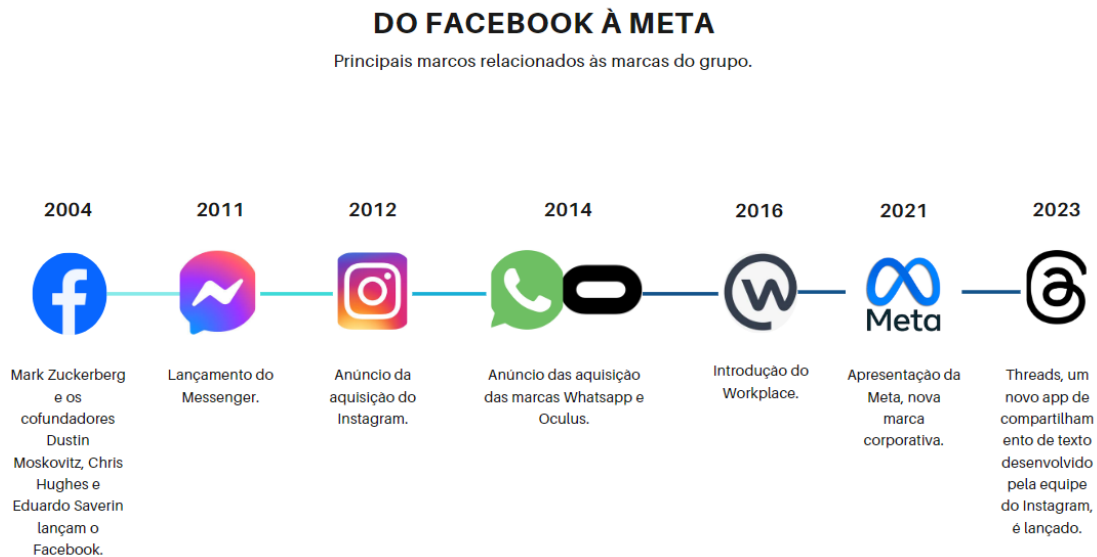 DO FACEBOOK À META
Principais marcos relacionados às marcas do grupo.
2004
Mark Zuckerberg
e os
cofundadores
Dustin
Moskovitz, Chris
Hughes e
Eduardo Saverin
lançam o
Facebook.
2011
Lançamento do
Messenger.
2012
Anúncio da
aquisição do
Instagram.
2014
Anúncio das aquisição
das marcas Whatsapp e
Oculus.
2016
Introdução do
Workplace.
2021
Meta
Apresentação da
Meta, nova
marca
corporativa.
2023
Threads, um
novo app de
compartilham
ento de texto
desenvolvido
pela equipe
do Instagram,
é lançado.